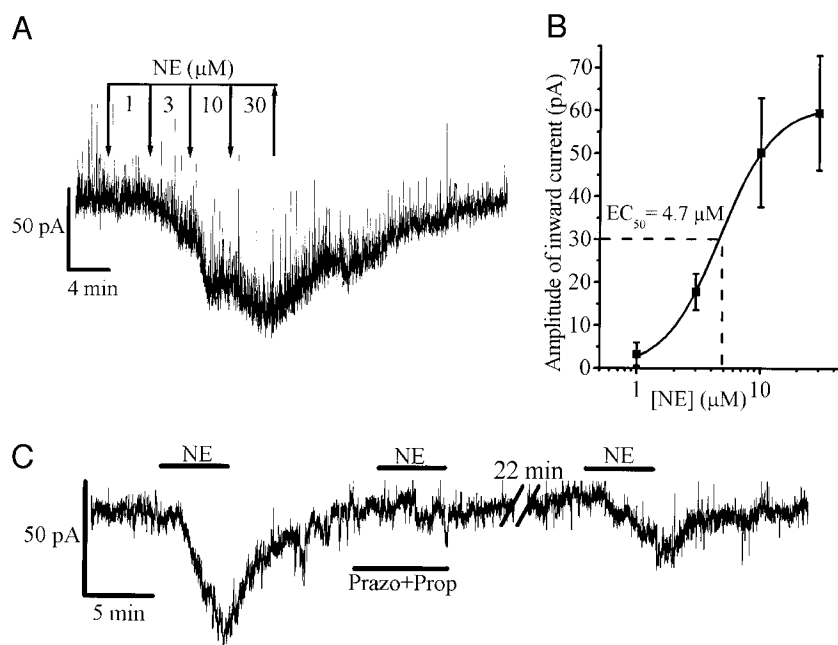 A
NE (μM)
1 3 10 30
50 pA
4 min
B
Amplitude of inward current (pA)
70
60
50
40
30
20
10
0
EC50 = 4.7 μM
1 10
[NE] (μM)
C
NE NE NE
22 min
50 pA
5 min
Prazo+Prop